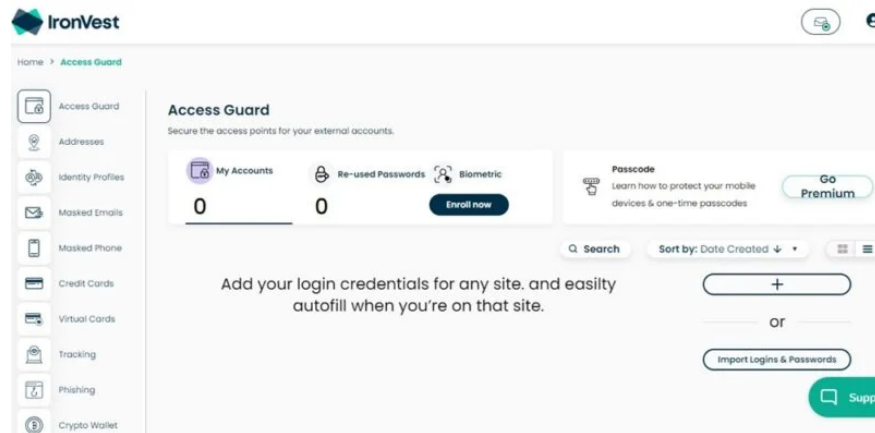 IronVest
Home > Access Guard
Access Guard
Addresses
Identity Profiles
Masked Emails
Masked Phone
Credit Cards
Virtual Cards
Tracking
Phishing
Crypto Wallet
Access Guard
Secure the access points for your external accounts.
My Accounts
0
Re-used Passwords
0
Biometric
Enroll now
Passcode
Learn how to protect your mobile
devices & one-time passcodes
Go
Premium
Search
Sort by: Date Created ↓
Add your login credentials for any site. and easilty
autofill when you're on that site.
+
or
Import Logins & Passwords
Supp